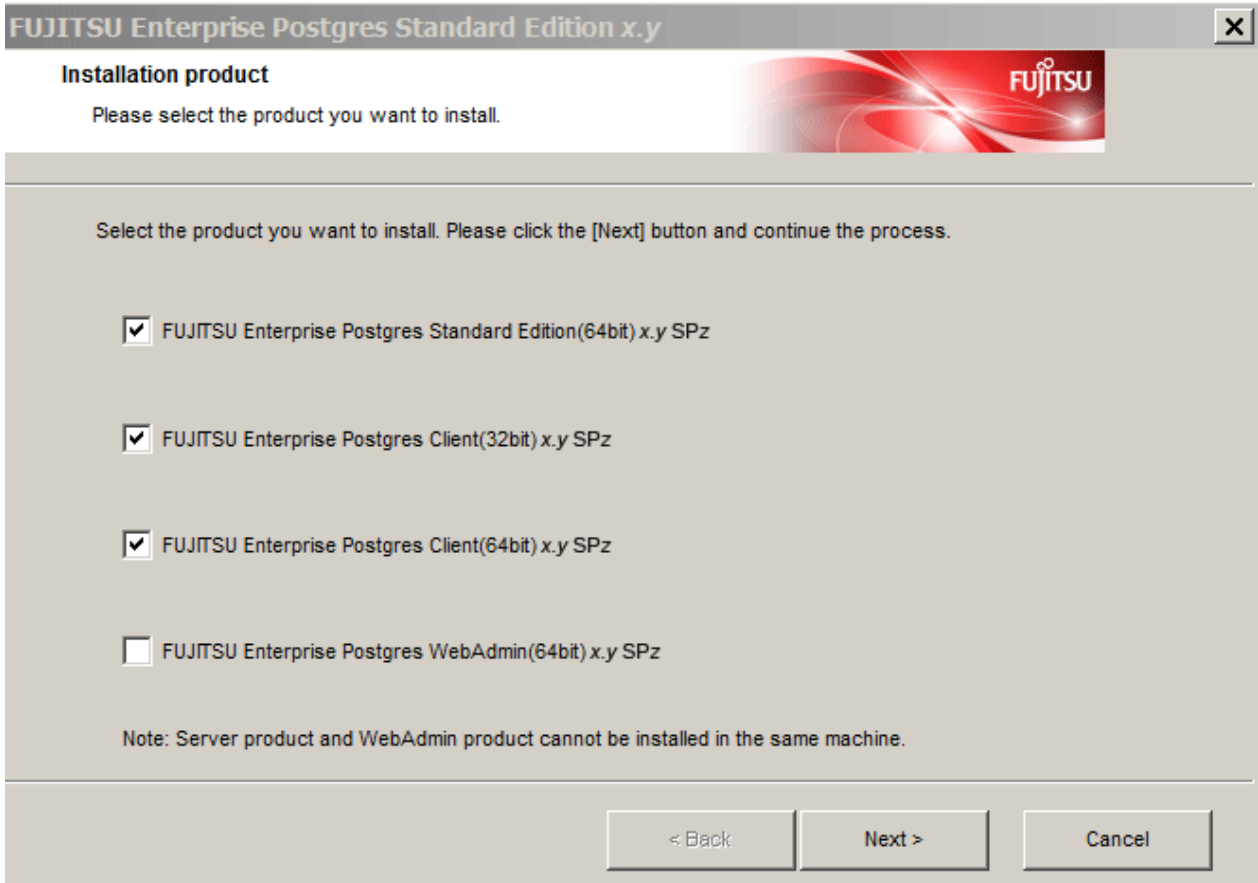 FUJITSU Enterprise Postgres Standard Edition x.y
Installation product
FUJITSU
Please select the product you want to install.
Select the product you want to install. Please click the [Next] button and continue the process.
FUJITSU Enterprise Postgres Standard Edition(64bit) x.y SPz
FUJITSU Enterprise Postgres Client(32bit) x.y SPz
FUJITSU Enterprise Postgres Client(64bit) x.y SPz
FUJITSU Enterprise Postgres WebAdmin(64bit) x.y SPz
Note: Server product and WebAdmin product cannot be installed in the same machine.
< Back Next > Cancel